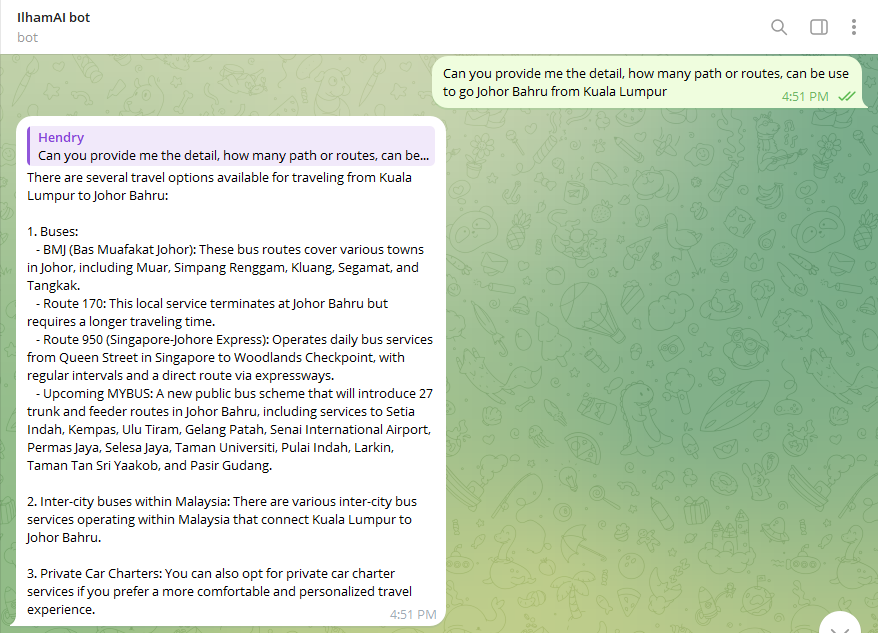 IlhamAI bot
bot
Can you provide me the detail, how many path or routes, can be use
to go Johor Bahru from Kuala Lumpur
4:51 PM
Hendry
Can you provide me the detail, how many path or routes, can be...
There are several travel options available for traveling from Kuala
Lumpur to Johor Bahru:
1. Buses:
- BMJ (Bas Muafakat Johor): These bus routes cover various towns
in Johor, including Muar, Simpang Renggam, Kluang, Segamat, and
Tangkak.
- Route 170: This local service terminates at Johor Bahru but
requires a longer traveling time.
- Route 950 (Singapore-Johore Express): Operates daily bus services
from Queen Street in Singapore to Woodlands Checkpoint, with
regular intervals and a direct route via expressways.
- Upcoming MYBUS: A new public bus scheme that will introduce 27
trunk and feeder routes in Johor Bahru, including services to Setia
Indah, Kempas, Ulu Tiram, Gelang Patah, Senai International Airport,
Permas Jaya, Selesa Jaya, Taman Universiti, Pulai Indah, Larkin,
Taman Tan Sri Yaakob, and Pasir Gudang.
2. Inter-city buses within Malaysia: There are various inter-city bus
services operating within Malaysia that connect Kuala Lumpur to
Johor Bahru.
3. Private Car Charters: You can also opt for private car charter
services if you prefer a more comfortable and personalized travel
experience.
4:51 PM